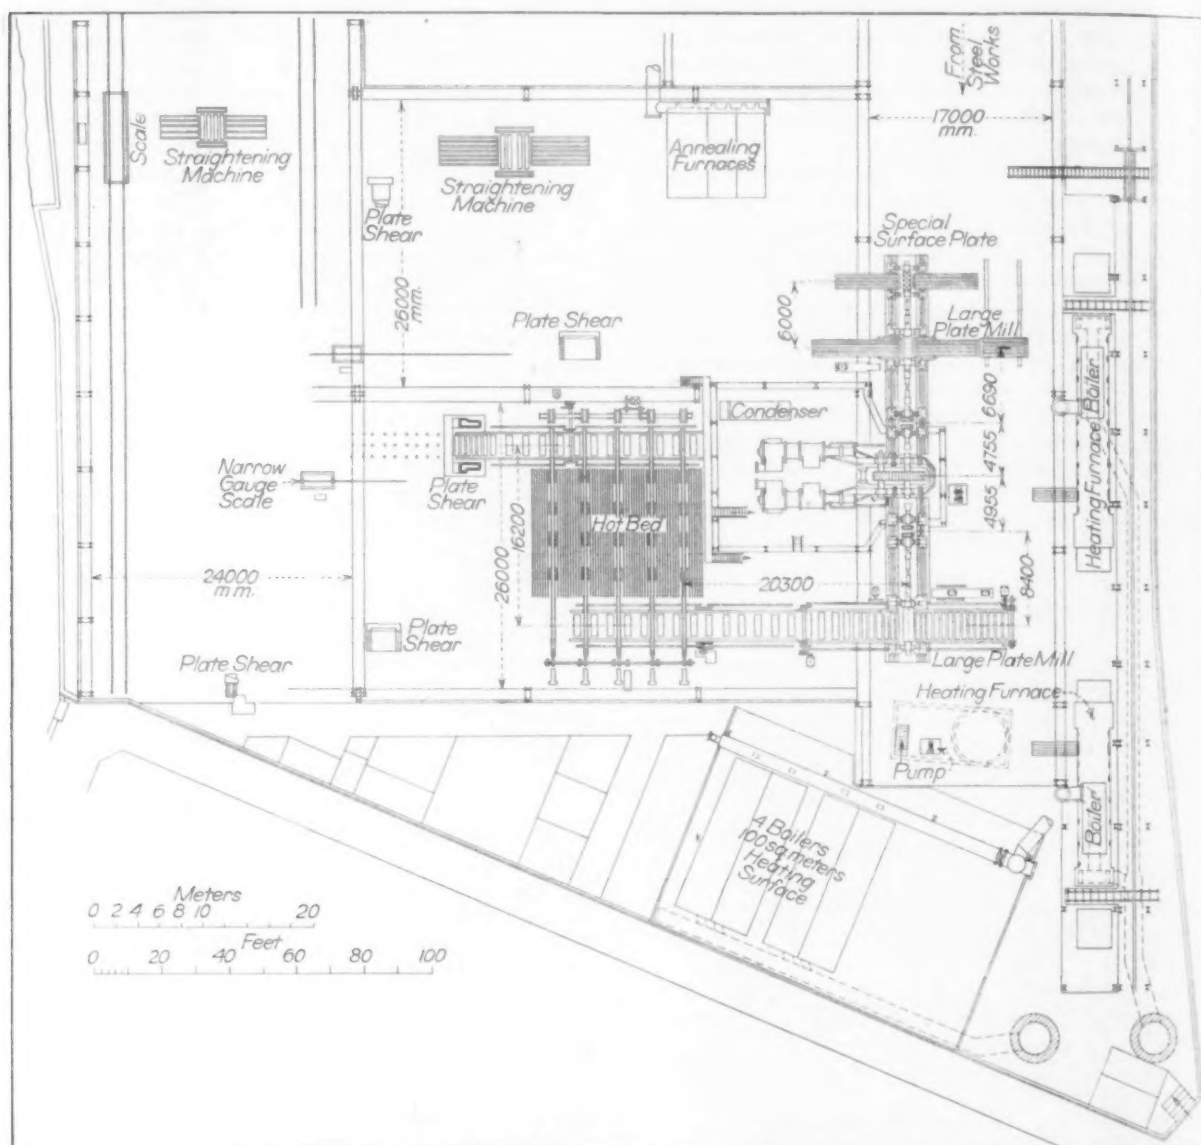 From
Steel
Works
17000
mm.
Scale
Straightening
Machine
Straightening
Machine
Annealing
Furnaces
Plate
Shear
26000
mm.
Special
Surface Plate
6000
Large
Plate Mill
Plate Shear
6690
Condenser
4755
Heating Furnace
Boiler
Narrow
Gauge
Scale
Plate
Shear
16200
Hot Bed
4955
26000
24000
mm.
20300
8400
Plate
Shear
Plate Shear
Large Plate Mill
Heating Furnace
Pump
Boiler
4 Boilers
100 sq. meters
Heating
Surface
Meters
0 2 4 6 8 10 20
Feet
0 20 40 60 80 100